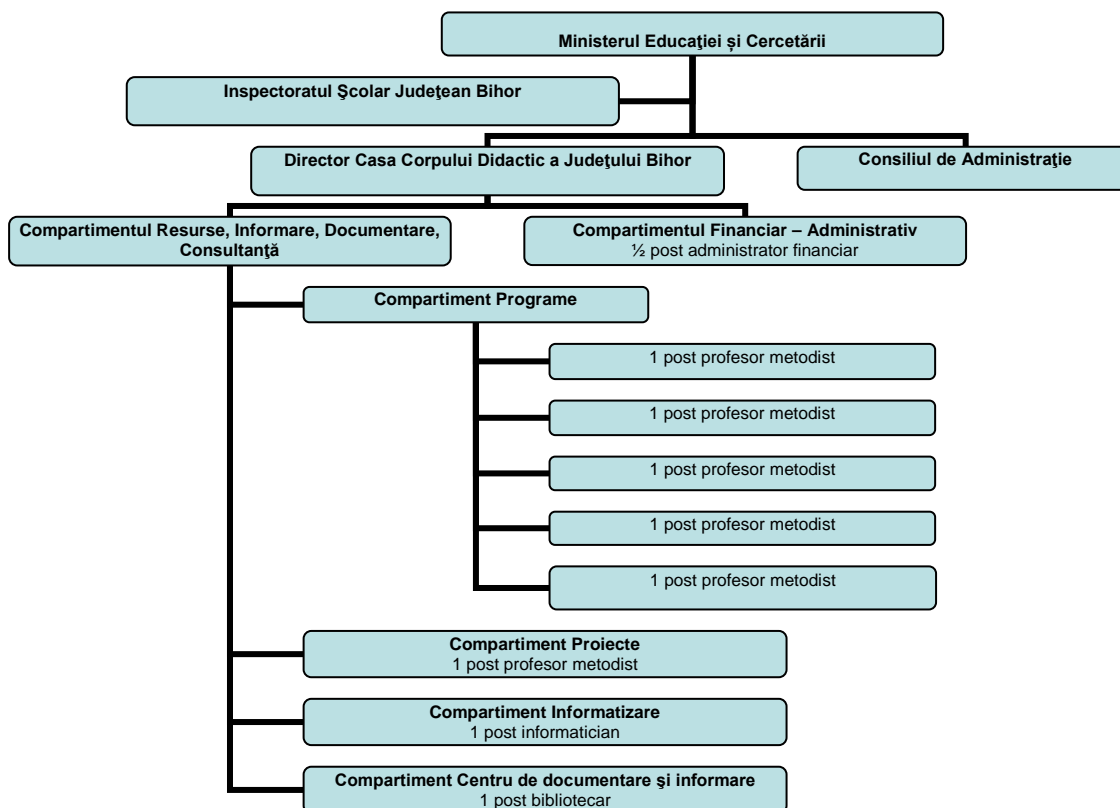 Ministerul Educaţiei și Cercetării
Inspectoratul Şcolar Judeţean Bihor
Director Casa Corpului Didactic a Judeţului Bihor
Consiliul de Administraţie
Compartimentul Resurse, Informare, Documentare,
Consultanţă
Compartimentul Financiar – Administrativ
½ post administrator financiar
Compartiment Programe
1 post profesor metodist
1 post profesor metodist
1 post profesor metodist
1 post profesor metodist
1 post profesor metodist
Compartiment Proiecte
1 post profesor metodist
Compartiment Informatizare
1 post informatician
Compartiment Centru de documentare şi informare
1 post bibliotecar